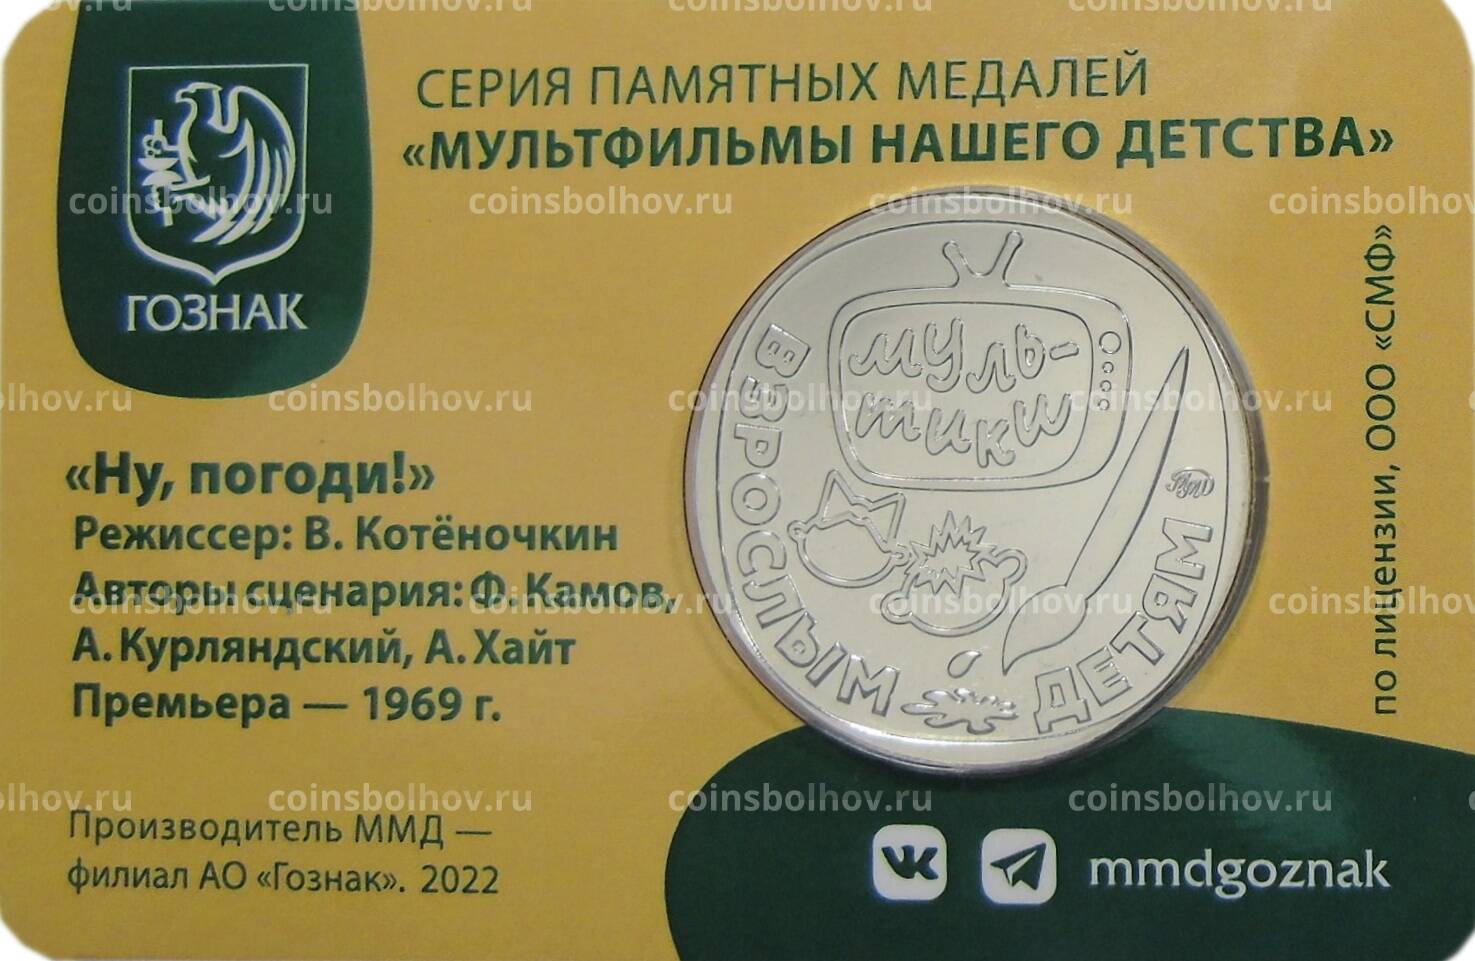 СЕРИЯ ПАМЯТНЫХ МЕДАЛЕЙ
«МУЛЬТФИЛЬМЫ НАШЕГО ДЕТСТВА»
ГОЗНАК
«Ну, погоди!»
Режиссер: В. Котёночкин
Авторы сценария: Ф. Камов,
А. Курляндский, А. Хайт
Премьера — 1969 г.
Производитель ММД —
филиал АО «Гознак». 2022
МУЛЬ-
ТИКИ
ВЗРОСЛЫМ ДЕТЯМ
ММД
по лицензии, ООО «СМФ»
mmdgoznak
coinsbolhov.ru